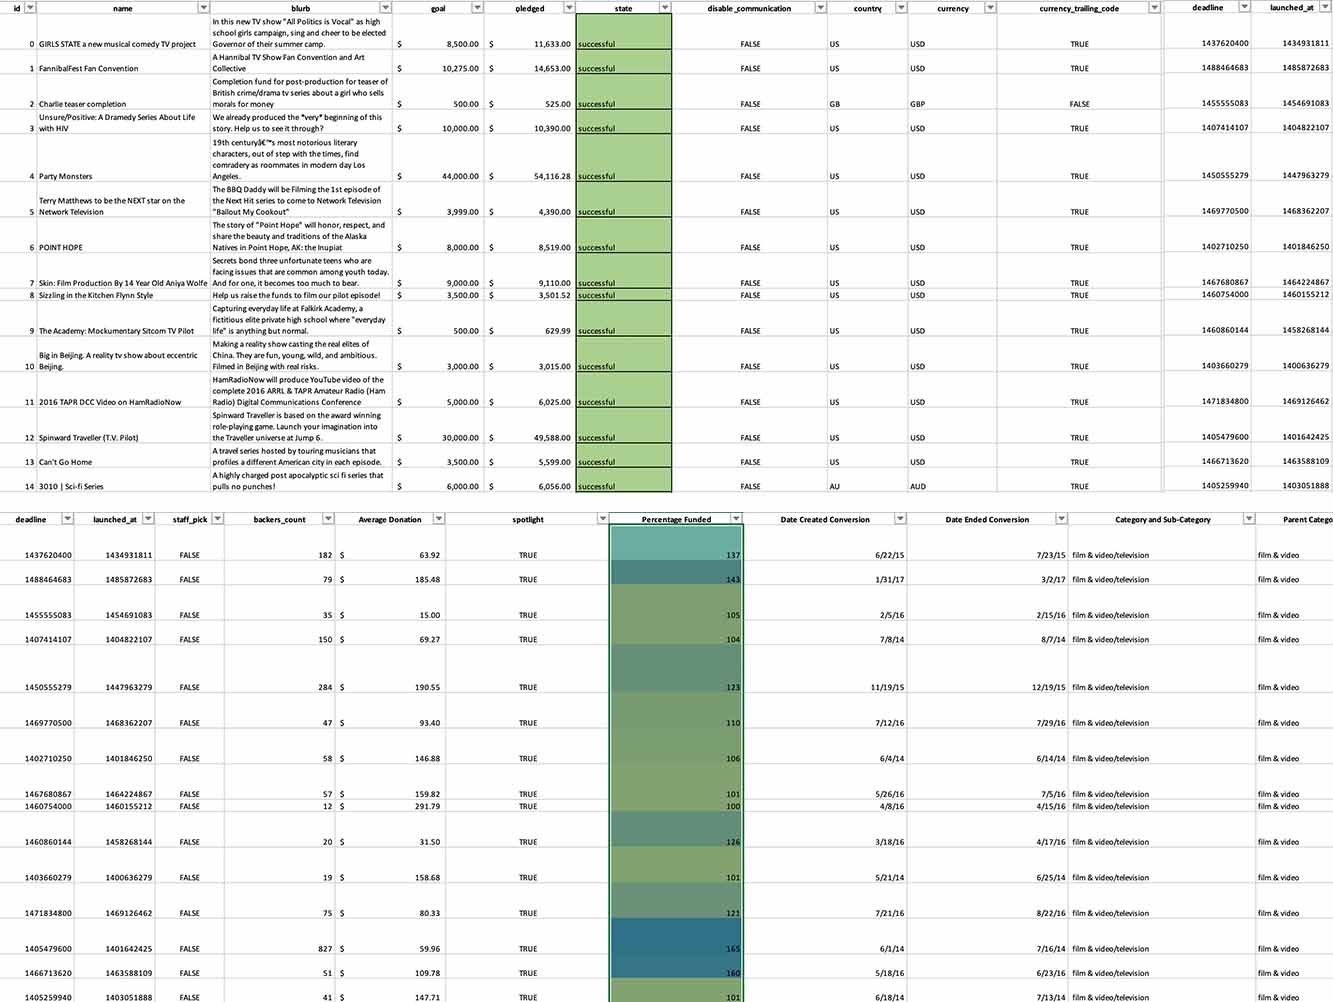 id name blurb goal pledged state disable_communication country currency currency_trailing_code deadline launched_at
In this new TV show "All Politics is Vocal" as high
school girls campaign, sing and cheer to be elected
0 GIRLS STATE a new musical comedy TV project Governor of their summer camp. $ 8,500.00 $ 11,633.00 successful FALSE US USD TRUE 1437620400 1434931811
A Hannibal TV Show Fan Convention and Art
1 FannibalFest Fan Convention Collective $ 10,275.00 $ 14,653.00 successful FALSE US USD TRUE 1488464683 1485872683
Completion fund for post-production for teaser of
British crime/drama tv series about a girl who sells
2 Charlie teaser completion morals for money $ 500.00 $ 525.00 successful FALSE GB GBP FALSE 1455555083 1454691083
Unsure/Positive: A Dramedy Series About Life We already produced the *very* beginning of this
3 with HIV story. Help us to see it through? $ 10,000.00 $ 10,390.00 successful FALSE US USD TRUE 1407414107 1404822107
19th centuryâ€™s most notorious literary
characters, out of step with the times, find
comradery as roommates in modern day Los
4 Party Monsters Angeles. $ 44,000.00 $ 54,116.28 successful FALSE US USD TRUE 1450555279 1447963279
The BBQ Daddy will be Filming the 1st episode of
Terry Matthews to be the NEXT star on the the Next Hit series to come to Network Television
5 Network Television "Bailout My Cookout" $ 3,999.00 $ 4,390.00 successful FALSE US USD TRUE 1469770500 1468362207
The story of "Point Hope" will honor, respect, and
share the beauty and traditions of the Alaska
6 POINT HOPE Natives in Point Hope, AK: the Inupiat $ 8,000.00 $ 8,519.00 successful FALSE US USD TRUE 1402710250 1401846250
Secrets bond three unfortunate teens who are
facing issues that are common among youth today.
7 Skin: Film Production By 14 Year Old Aniya Wolfe And for one, it becomes too much to bear. $ 9,000.00 $ 9,110.00 successful FALSE US USD TRUE 1467680867 1464224867
8 Sizzling in the Kitchen Flynn Style Help us raise the funds to film our pilot episode! $ 3,500.00 $ 3,501.52 successful FALSE US USD TRUE 1460754000 1460155212
Capturing everyday life at Falkirk Academy, a
fictitious elite private high school where "everyday
9 The Academy: Mockumentary Sitcom TV Pilot life" is anything but normal. $ 500.00 $ 629.99 successful FALSE US USD TRUE 1460860144 1458268144
Making a reality show casting the real elites of
Big in Beijing. A reality tv show about eccentric China. They are fun, young, wild, and ambitious.
10 Beijing. Filmed in Beijing with real risks. $ 3,000.00 $ 3,015.00 successful FALSE US USD TRUE 1403660279 1400636279
HamRadioNow will produce YouTube video of the
complete 2016 ARRL & TAPR Amateur Radio (Ham
11 2016 TAPR DCC Video on HamRadioNow Radio) Digital Communications Conference $ 5,000.00 $ 6,025.00 successful FALSE US USD TRUE 1471834800 1469126462
Spinward Traveller is based on the award winning
role-playing game. Launch your imagination into
12 Spinward Traveller (T.V. Pilot) the Traveller universe at Jump 6. $ 30,000.00 $ 49,588.00 successful FALSE US USD TRUE 1405479600 1401642425
A travel series hosted by touring musicians that
13 Can't Go Home profiles a different American city in each episode. $ 3,500.00 $ 5,599.00 successful FALSE US USD TRUE 1466713620 1463588109
A highly charged post apocalyptic sci fi series that
14 3010 | Sci-fi Series pulls no punches! $ 6,000.00 $ 6,056.00 successful FALSE AU AUD TRUE 1405259940 1403051888
deadline launched_at staff_pick backers_count Average Donation spotlight Percentage Funded Date Created Conversion Date Ended Conversion Category and Sub-Category Parent Catego
1437620400 1434931811 FALSE 182 $ 63.92 TRUE 137 6/22/15 7/23/15 film & video/television film & video
1488464683 1485872683 FALSE 79 $ 185.48 TRUE 143 1/31/17 3/2/17 film & video/television film & video
1455555083 1454691083 FALSE 35 $ 15.00 TRUE 105 2/5/16 2/15/16 film & video/television film & video
1407414107 1404822107 FALSE 150 $ 69.27 TRUE 104 7/8/14 8/7/14 film & video/television film & video
1450555279 1447963279 FALSE 284 $ 190.55 TRUE 123 11/19/15 12/19/15 film & video/television film & video
1469770500 1468362207 FALSE 47 $ 93.40 TRUE 110 7/12/16 7/29/16 film & video/television film & video
1402710250 1401846250 FALSE 58 $ 146.88 TRUE 106 6/4/14 6/14/14 film & video/television film & video
1467680867 1464224867 FALSE 57 $ 159.82 TRUE 101 5/26/16 7/5/16 film & video/television film & video
1460754000 1460155212 FALSE 12 $ 291.79 TRUE 100 4/8/16 4/15/16 film & video/television film & video
1460860144 1458268144 FALSE 20 $ 31.50 TRUE 126 3/18/16 4/17/16 film & video/television film & video
1403660279 1400636279 FALSE 19 $ 158.68 TRUE 101 5/21/14 6/25/14 film & video/television film & video
1471834800 1469126462 FALSE 75 $ 80.33 TRUE 121 7/21/16 8/22/16 film & video/television film & video
1405479600 1401642425 FALSE 827 $ 59.96 TRUE 165 6/1/14 7/16/14 film & video/television film & video
1466713620 1463588109 FALSE 51 $ 109.78 TRUE 160 5/18/16 6/23/16 film & video/television film & video
1405259940 1403051888 FALSE 41 $ 147.71 TRUE 101 6/18/14 7/13/14 film & video/television film & video